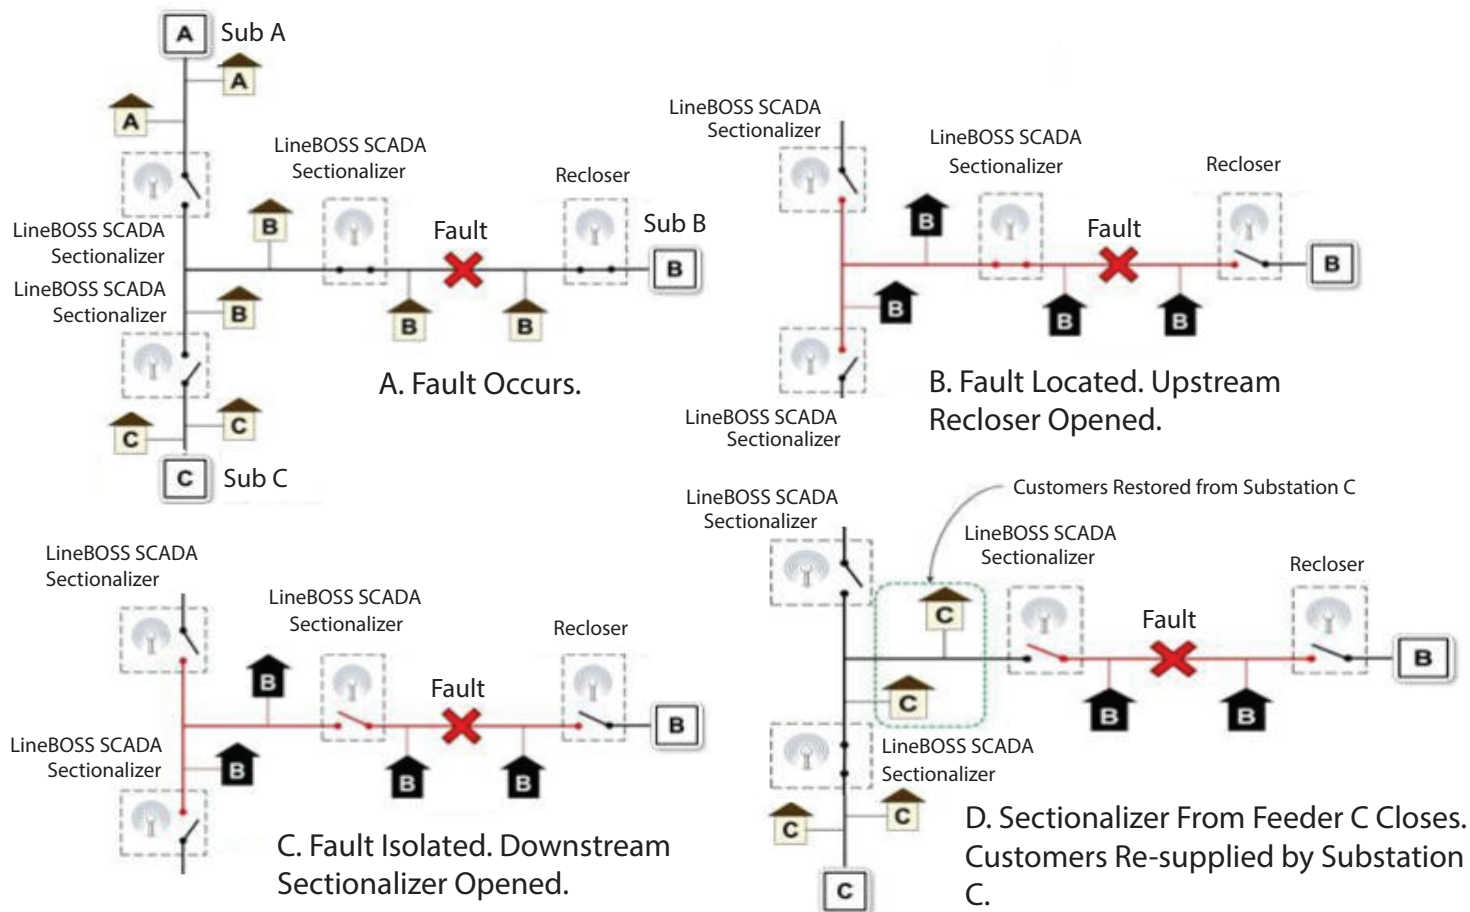 A
Sub A
A
A
LineBOSS SCADA
Sectionalizer
Recloser
LineBOSS SCADA
Sectionalizer
B
Fault
Sub B
B
LineBOSS SCADA
Sectionalizer
B
B
B
A. Fault Occurs.
C
C
C
Sub C
LineBOSS SCADA
Sectionalizer
LineBOSS SCADA
Sectionalizer
Recloser
B
Fault
B
B
B
B
LineBOSS SCADA
Sectionalizer
B. Fault Located. Upstream
Recloser Opened.
LineBOSS SCADA
Sectionalizer
LineBOSS SCADA
Sectionalizer
Recloser
B
Fault
B
LineBOSS SCADA
Sectionalizer
B
B
B
C. Fault Isolated. Downstream
Sectionalizer Opened.
LineBOSS SCADA
Sectionalizer
Customers Restored from Substation C
LineBOSS SCADA
Sectionalizer
Recloser
C
Fault
B
C
B
B
LineBOSS SCADA
Sectionalizer
C
C
C
D. Sectionalizer From Feeder C Closes.
Customers Re-supplied by Substation
C.